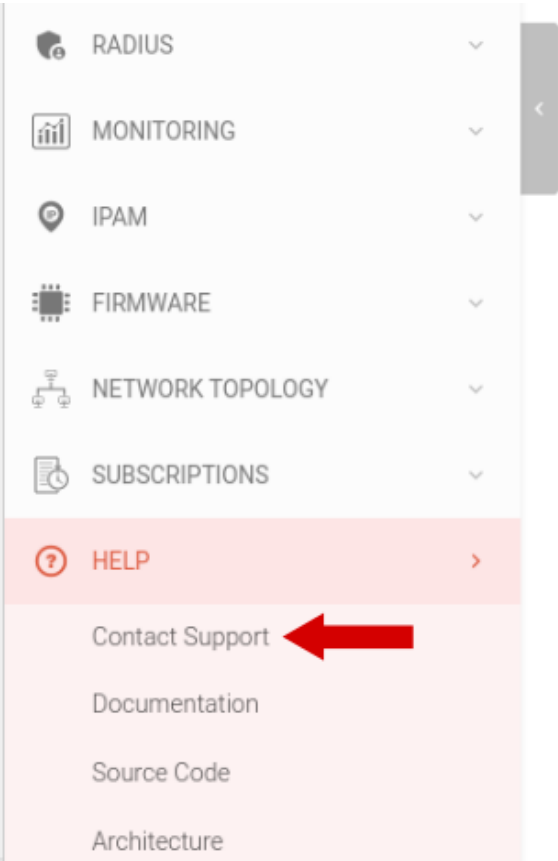 RADIUS
MONITORING
IPAM
FIRMWARE
NETWORK TOPOLOGY
SUBSCRIPTIONS
HELP
Contact Support
Documentation
Source Code
Architecture